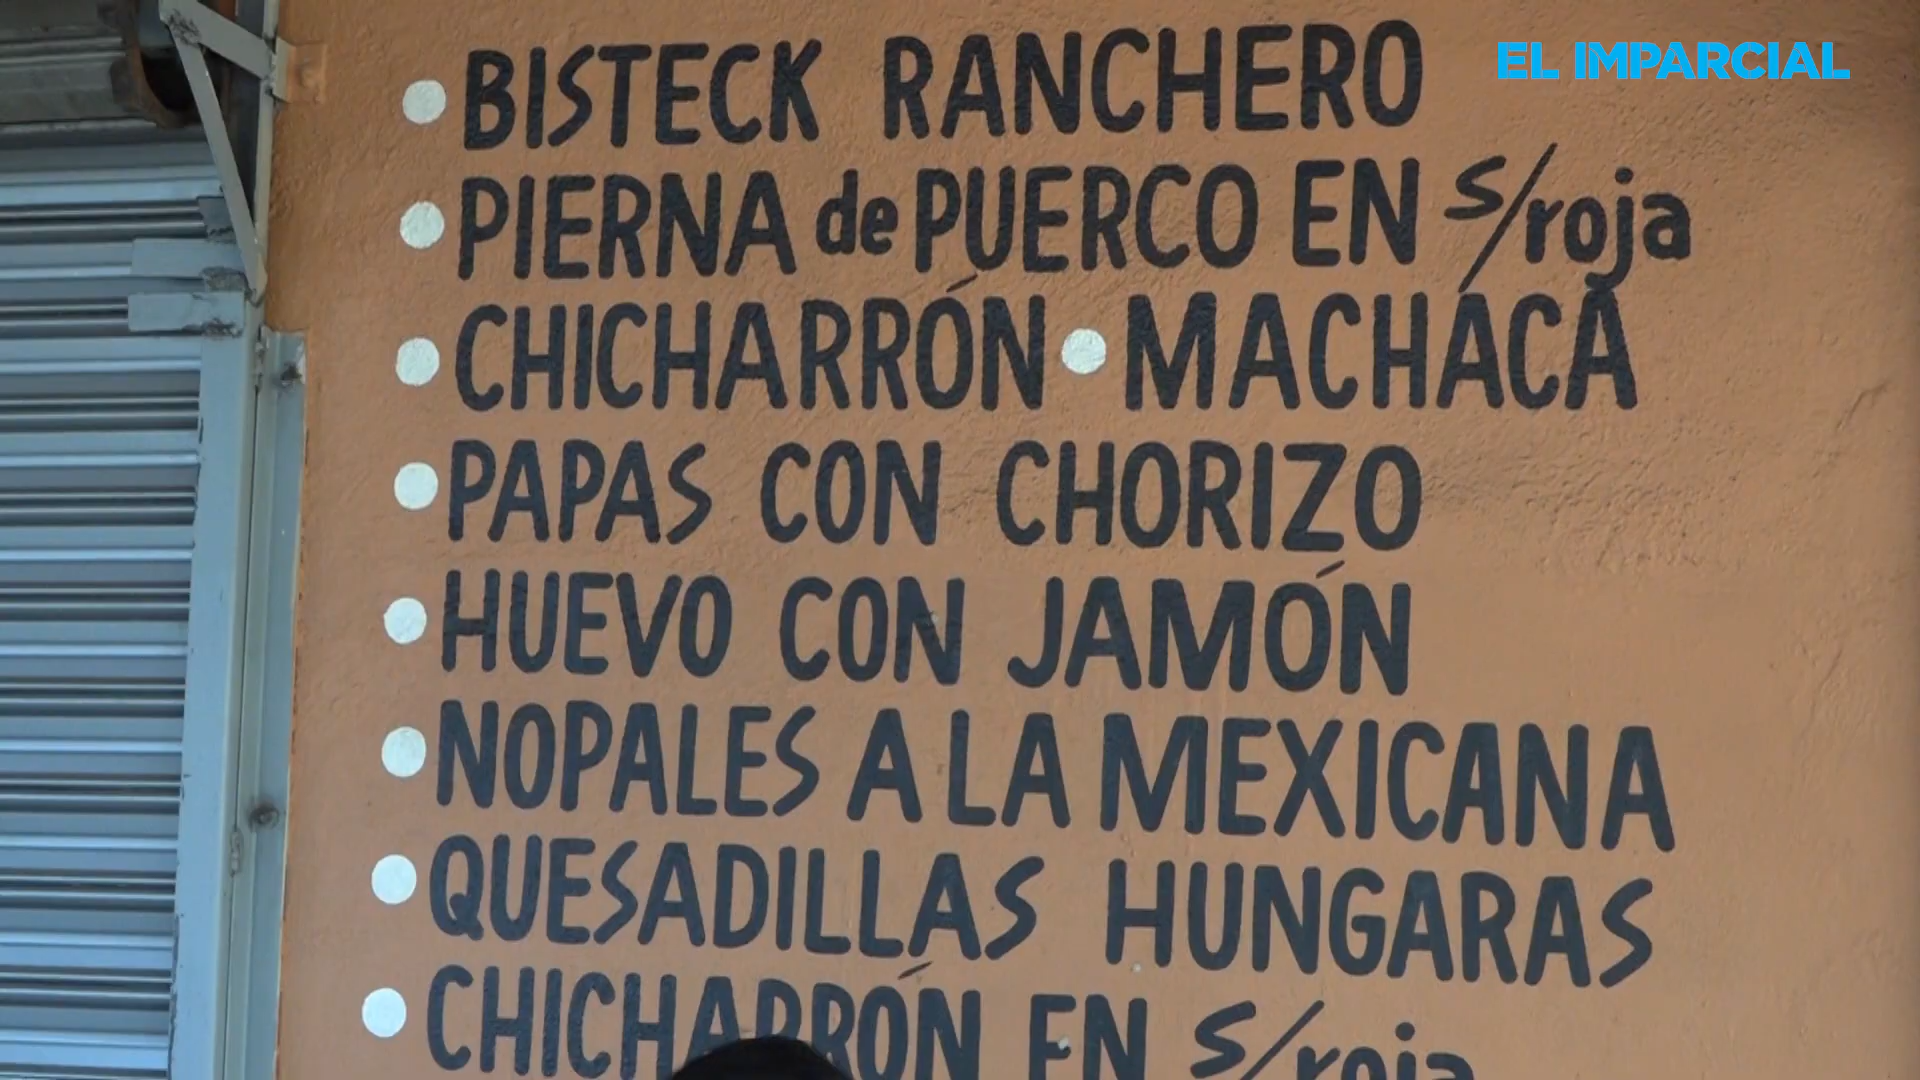 EL IMPARCIAL
• BISTECK RANCHERO
• PIERNA de PUERCO EN s/roja
• CHICHARRÓN • MACHACA
• PAPAS CON CHORIZO
• HUEVO CON JAMÓN
• NOPALES A LA MEXICANA
• QUESADILLAS HUNGARAS
• CHICHARRÓN EN s/roja